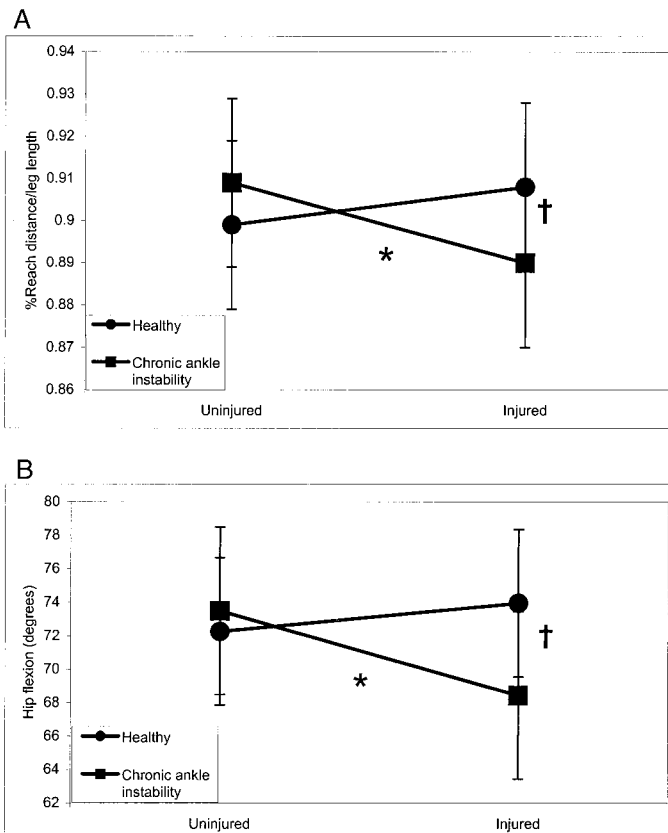 A
0.94
0.93
0.92
0.91
0.9
0.89
0.88
0.87
0.86
%Reach distance/leg length
*
†
Healthy
Chronic ankle
instability
Uninjured
Injured
B
80
78
76
74
72
70
68
66
64
62
Hip flexion (degrees)
*
†
Healthy
Chronic ankle
instability
Uninjured
Injured